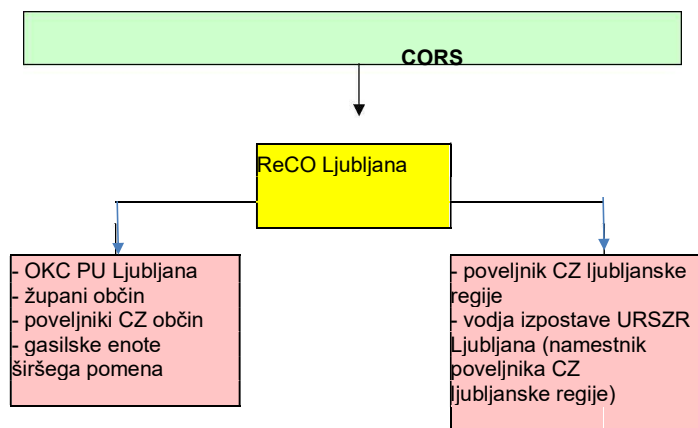 CORS
ReCO Ljubljana
- OKC PU Ljubljana
- župani občin
- poveljniki CZ občin
- gasilske enote
širšega pomena
- poveljnik CZ ljubljanske
regije
- vodja izpostave URSZR
Ljubljana (namestnik
poveljnika CZ
ljubljanske regije)